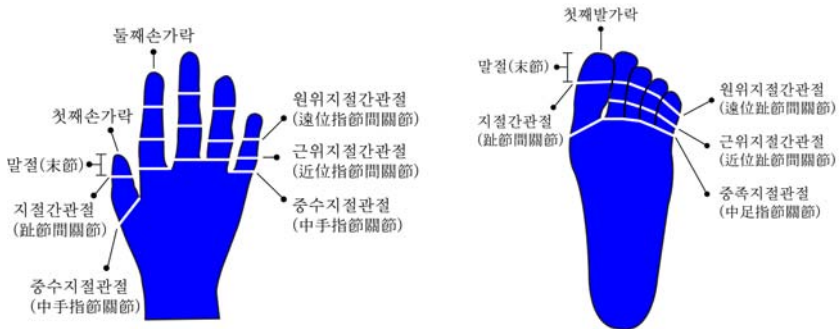 둘째손가락
첫째손가락
말절(末節)
지절간관절
(趾節間關節)
중수지절관절
(中手指節關節)
원위지절간관절
(遠位指節間關節)
근위지절간관절
(近位指節間關節)
중수지절관절
(中手指節關節)
첫째발가락
말절(末節)
지절간관절
(趾節間關節)
원위지절간관절
(遠位趾節間關節)
근위지절간관절
(近位趾節間關節)
중족지절관절
(中足指節關節)